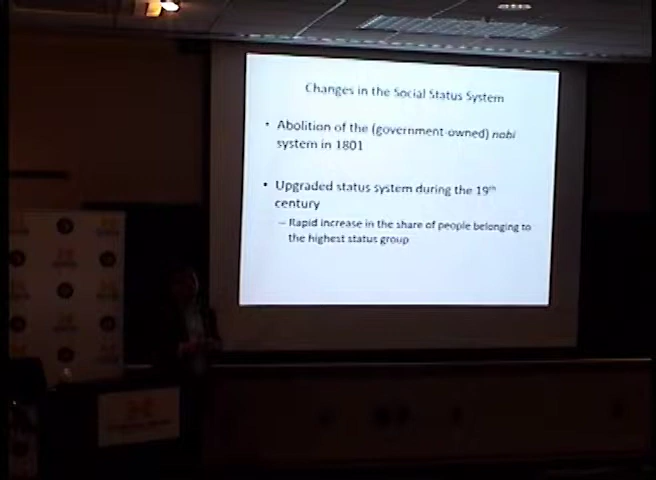 Changes in the Social Status System
• Abolition of the (government-owned) nobi
system in 1801
• Upgraded status system during the 19th
century
– Rapid increase in the share of people belonging to
the highest status group